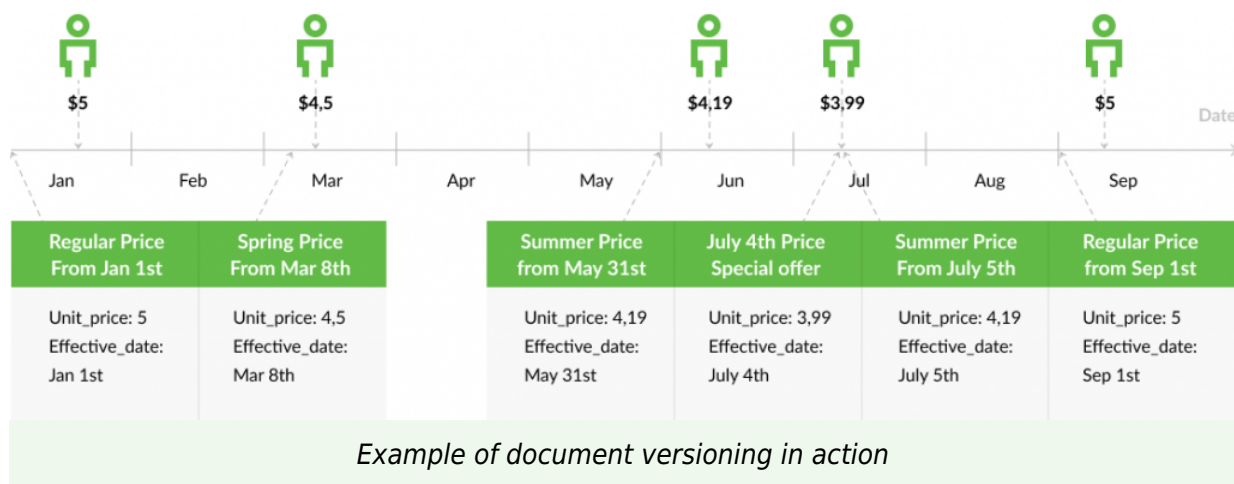 $5
$4,5
$4,19
$3,99
$5
Date
Jan
Feb
Mar
Apr
May
Jun
Jul
Aug
Sep
Regular Price
From Jan 1st
Spring Price
From Mar 8th
Summer Price
from May 31st
July 4th Price
Special offer
Summer Price
From July 5th
Regular Price
from Sep 1st
Unit_price: 5
Effective_date:
Jan 1st
Unit_price: 4,5
Effective_date:
Mar 8th
Unit_price: 4,19
Effective_date:
May 31st
Unit_price: 3,99
Effective_date:
July 4th
Unit_price: 4,19
Effective_date:
July 5th
Unit_price: 5
Effective_date:
Sep 1st
Example of document versioning in action